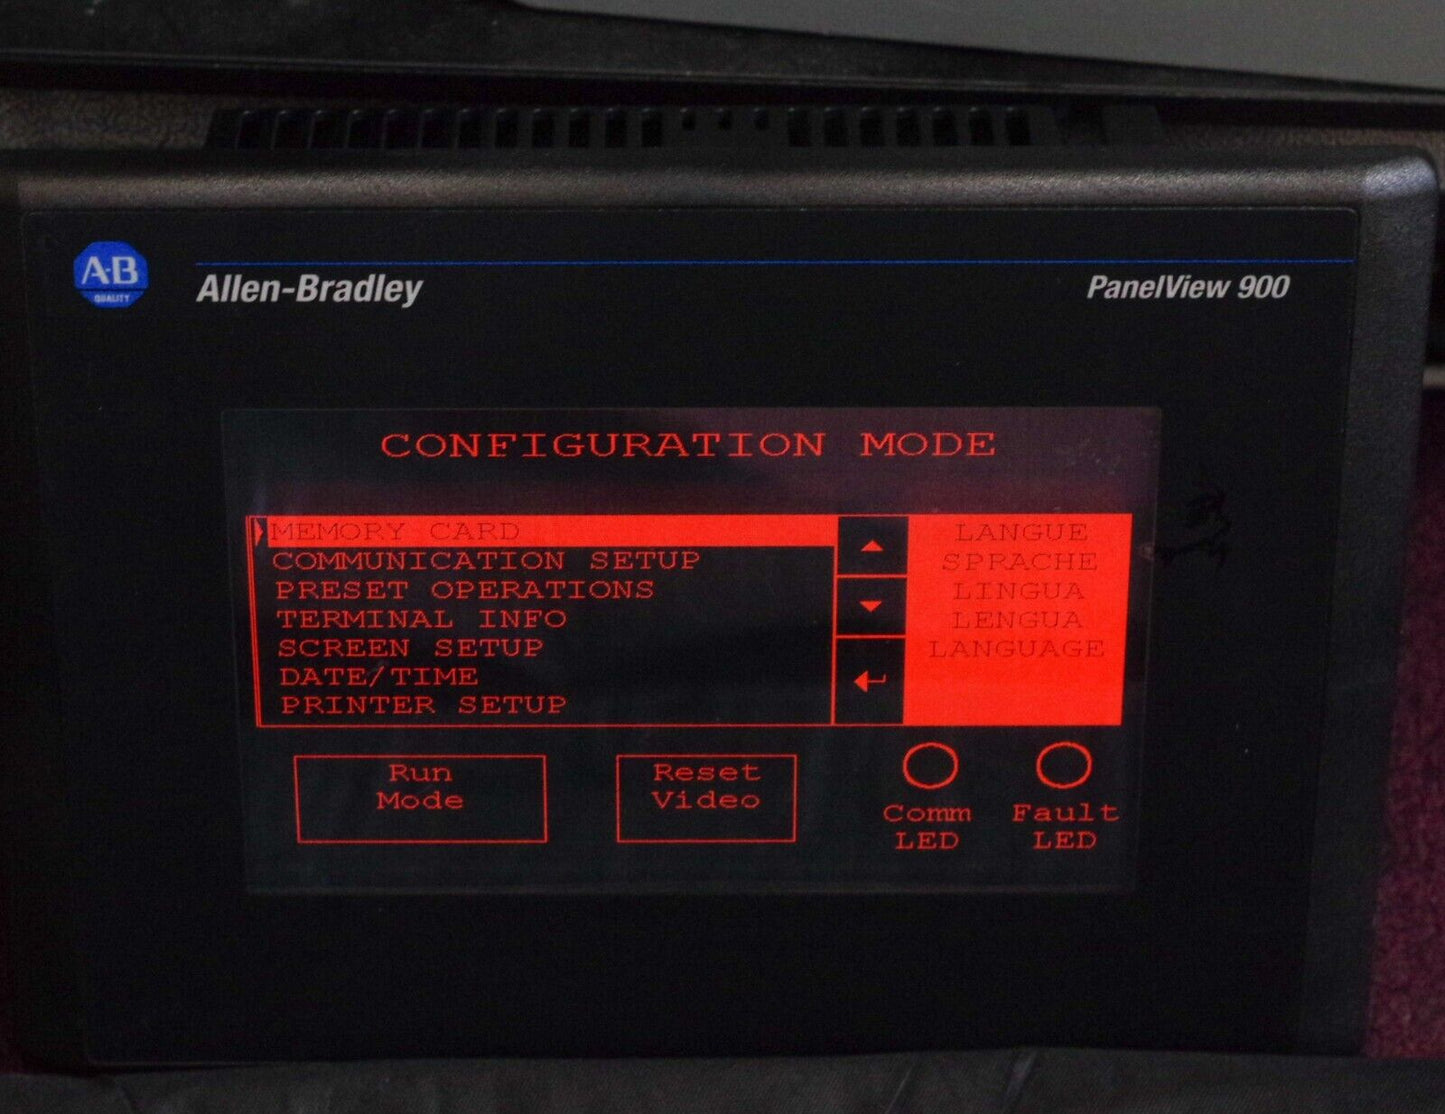 A·B
QUALITY
Allen-Bradley
PanelView 900
CONFIGURATION MODE
MEMORY CARD
COMMUNICATION SETUP
PRESET OPERATIONS
TERMINAL INFO
SCREEN SETUP
DATE/TIME
PRINTER SETUP
LANGUE
SPRACHE
LINGUA
LENGUA
LANGUAGE
Run
Mode
Reset
Video
Comm
LED
Fault
LED